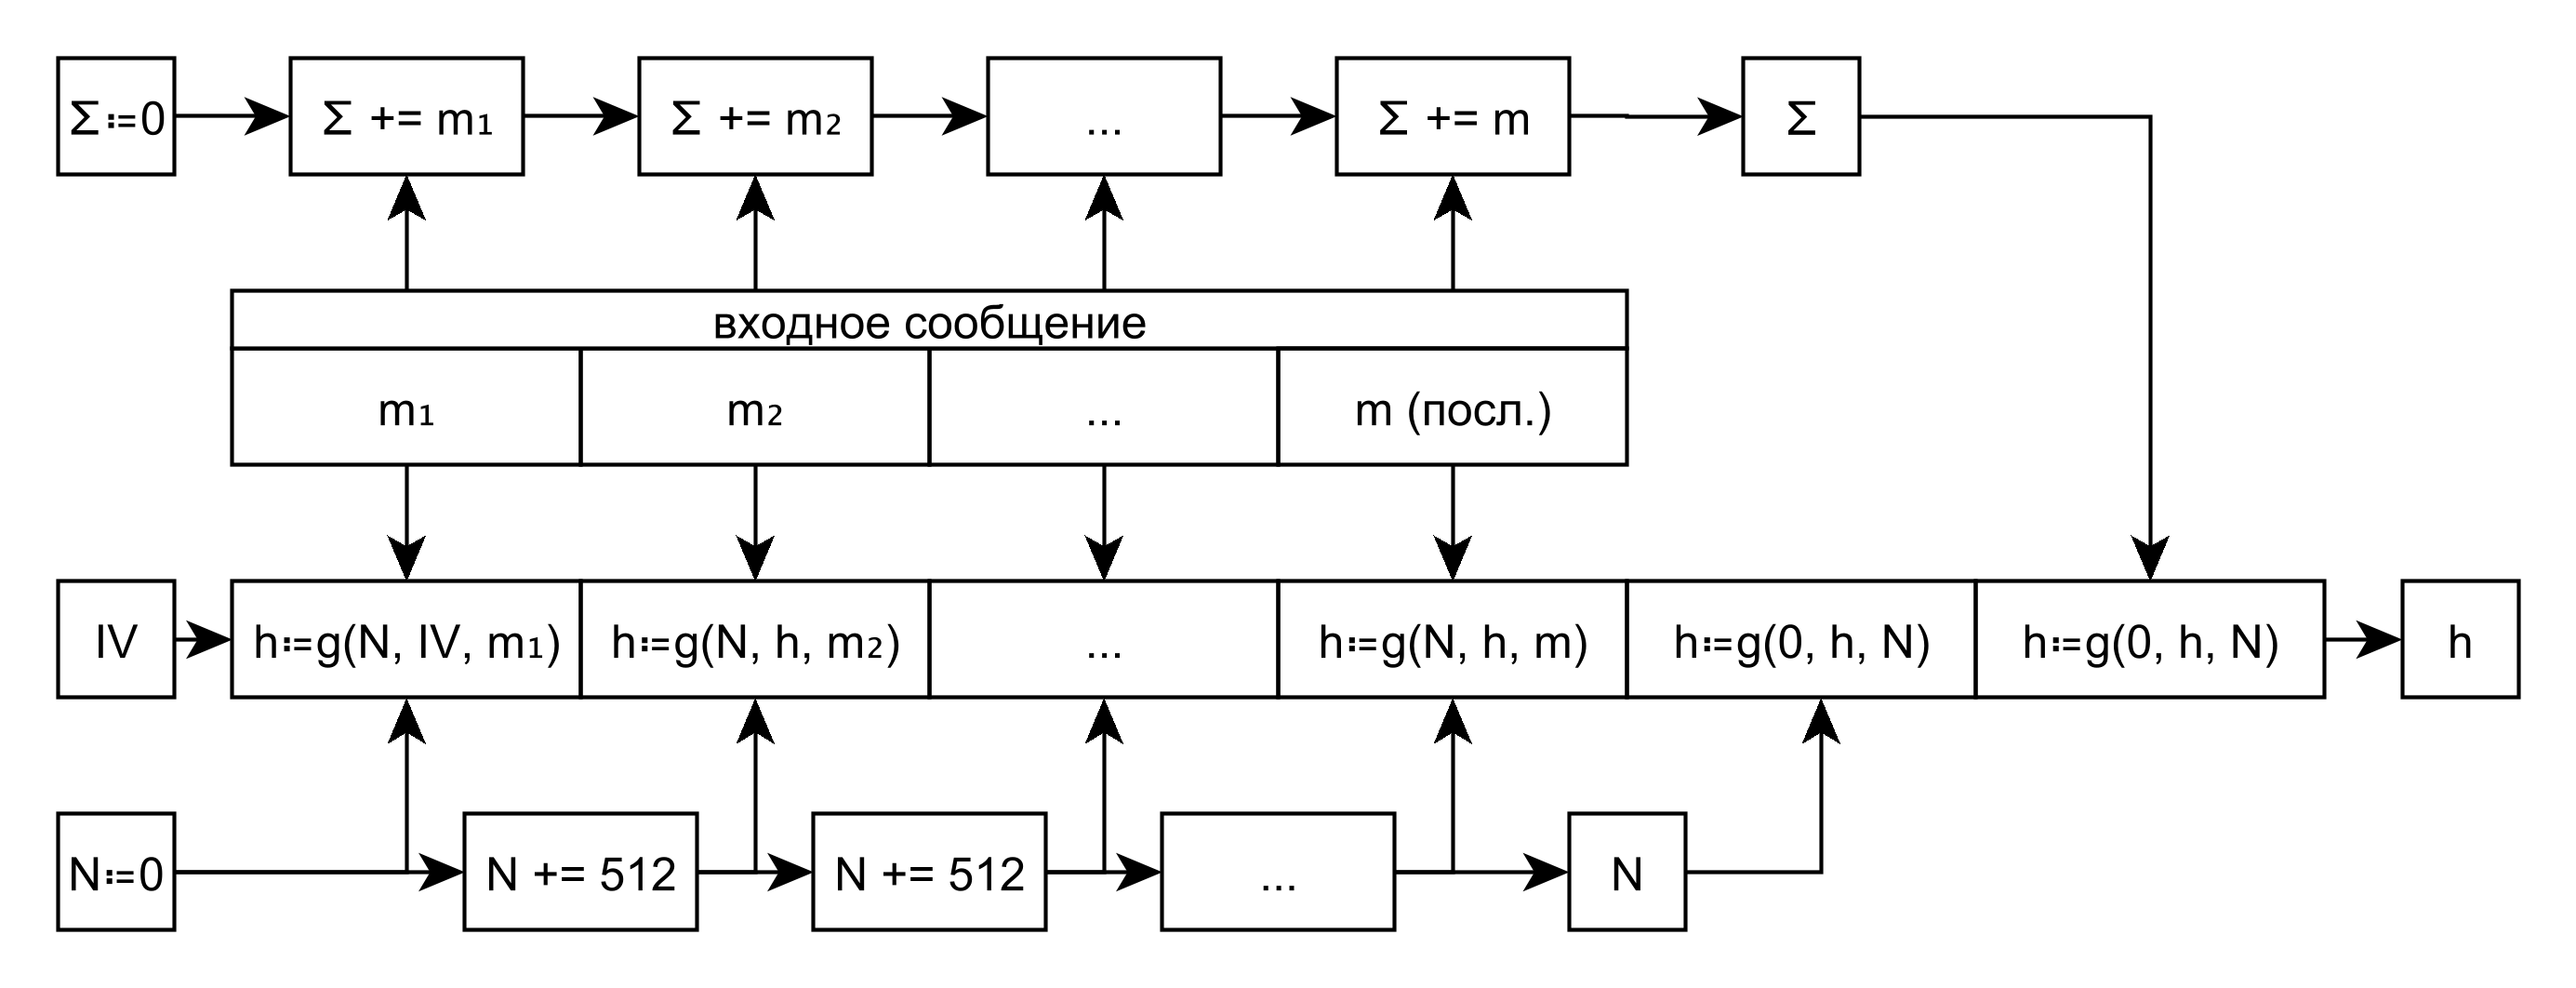 Σ:=0
Σ += m₁
Σ += m₂
...
Σ += m
Σ
входное сообщение
m₁
m₂
...
m (посл.)
IV
h:=g(N, IV, m₁)
h:=g(N, h, m₂)
...
h:=g(N, h, m)
h:=g(0, h, N)
h:=g(0, h, N)
h
N:=0
N += 512
N += 512
...
N